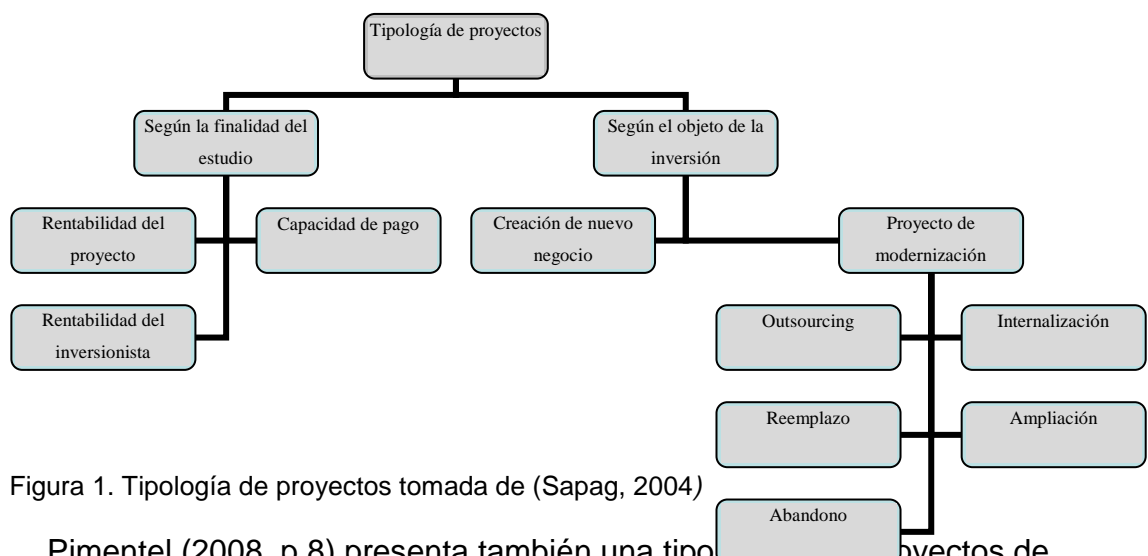 Tipología de proyectos
Según la finalidad del
estudio
Según el objeto de la
inversión
Rentabilidad del
proyecto
Capacidad de pago
Creación de nuevo
negocio
Proyecto de
modernización
Rentabilidad del
inversionista
Outsourcing
Internalización
Reemplazo
Ampliación
Abandono
Figura 1. Tipología de proyectos tomada de (Sapag, 2004)
Pimentel (2008, p.8) presenta también una de